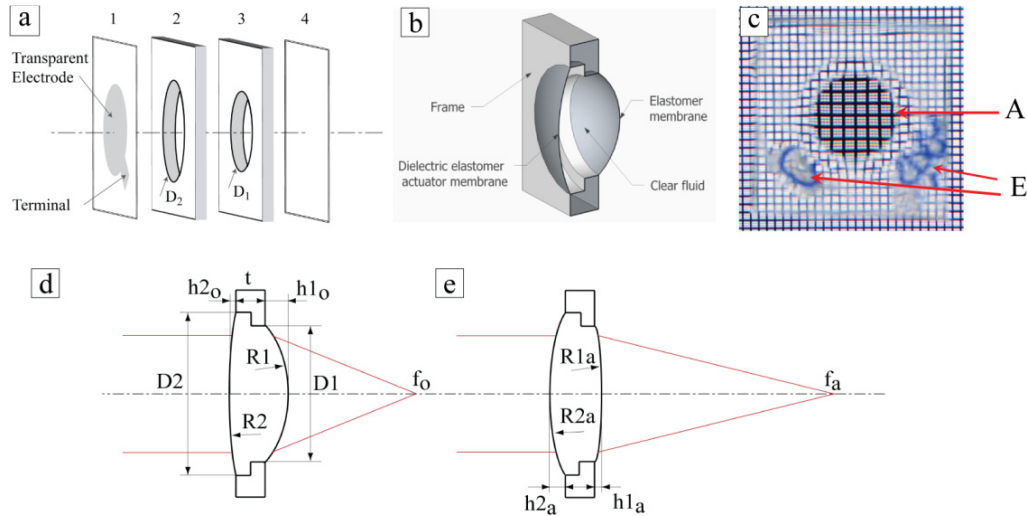 a
1
2
3
4
Transparent
Electrode
Terminal
D2
D1
b
Frame
Elastomer
membrane
Dielectric elastomer
actuator membrane
Clear fluid
c
A
E
d
h2o
t
h1o
D2
R1
R2
D1
fo
e
R1a
R2a
fa
h2a
h1a